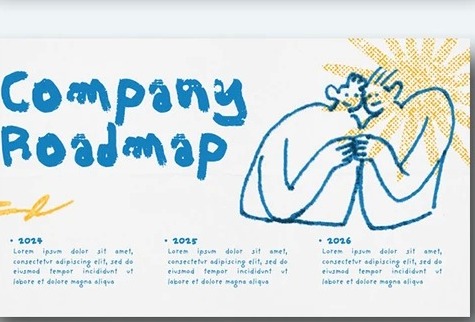 Company
Roadmap
• 2024
Lorem ipsum dolor sit amet,
consectetur adipiscing elit, sed do
eiusmod tempor incididunt ut
labore et dolore magna aliqua
• 2025
Lorem ipsum dolor sit amet,
consectetur adipiscing elit, sed do
eiusmod tempor incididunt ut
labore et dolore magna aliqua
• 2026
Lorem ipsum dolor sit amet,
consectetur adipiscing elit, sed do
eiusmod tempor incididunt ut
labore et dolore magna aliqua